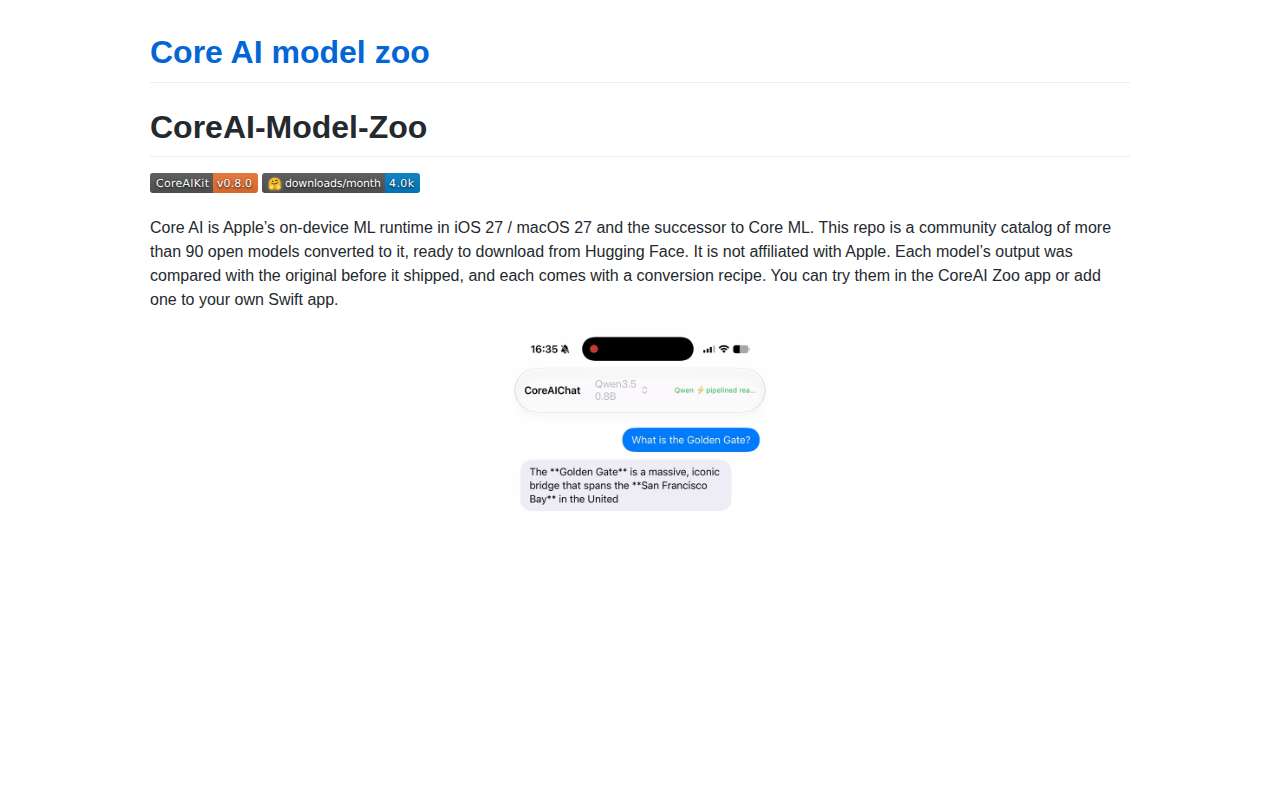 Core AI model zoo
CoreAI-Model-Zoo
CoreAIKit v0.8.0 🤗 downloads/month 4.0k
Core AI is Apple’s on-device ML runtime in iOS 27 / macOS 27 and the successor to Core ML. This repo is a community catalog of more
than 90 open models converted to it, ready to download from Hugging Face. It is not affiliated with Apple. Each model’s output was
compared with the original before it shipped, and each comes with a conversion recipe. You can try them in the CoreAI Zoo app or add
one to your own Swift app.
16:35
CoreAIChat
Qwen3.5
0.8B
Qwen ⚡pipelined rea...
What is the Golden Gate?
The **Golden Gate** is a massive, iconic
bridge that spans the **San Francisco
Bay** in the United